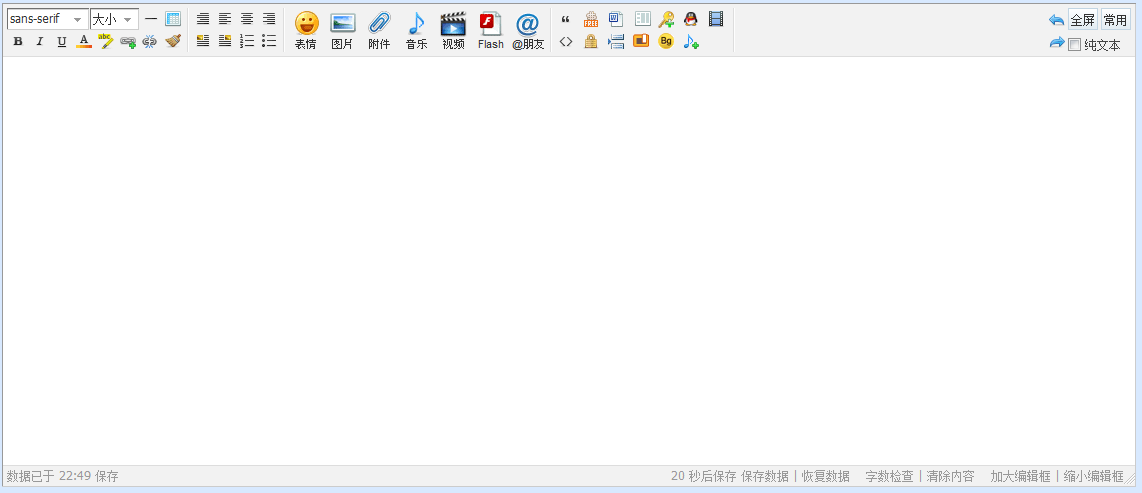 sans-serif 大小 全屏 常用
B I U A abc Bg 纯文本
表情 图片 附件 音乐 视频 Flash @朋友
数据已于 22:49 保存 20 秒后保存 保存数据 | 恢复数据 字数检查 | 清除内容 加大编辑框 | 缩小编辑框